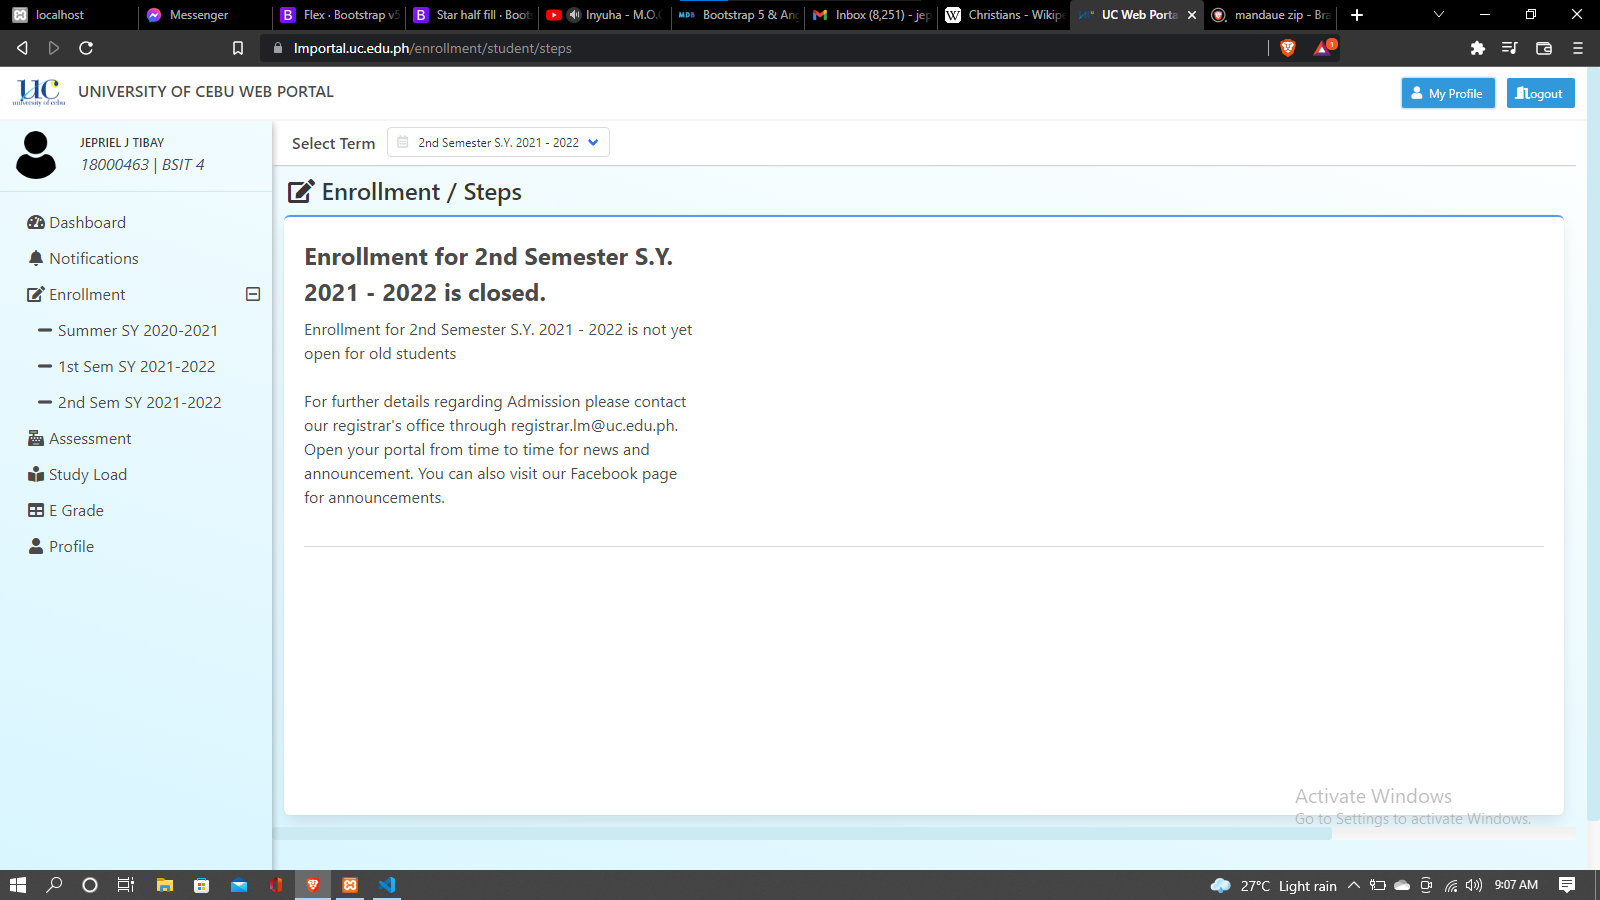 localhost
Messenger
Flex · Bootstrap v5
Star half fill · Boots
Inyuha - M.O.
MDB Bootstrap 5 & An
Inbox (8,251) - jep
W Christians - Wikipe
UC Web Porta
mandaue zip - Bra
lmportal.uc.edu.ph/enrollment/student/steps
1
UC
university of cebu
UNIVERSITY OF CEBU WEB PORTAL
My Profile
Logout
JEPRIEL J TIBAY
18000463 | BSIT 4
Select Term
2nd Semester S.Y. 2021 - 2022
Enrollment / Steps
Dashboard
Notifications
Enrollment
Summer SY 2020-2021
1st Sem SY 2021-2022
2nd Sem SY 2021-2022
Assessment
Study Load
E Grade
Profile
Enrollment for 2nd Semester S.Y.
2021 - 2022 is closed.
Enrollment for 2nd Semester S.Y. 2021 - 2022 is not yet
open for old students
For further details regarding Admission please contact
our registrar's office through registrar.lm@uc.edu.ph.
Open your portal from time to time for news and
announcement. You can also visit our Facebook page
for announcements.
Activate Windows
Go to Settings to activate Windows.
27°C Light rain
9:07 AM